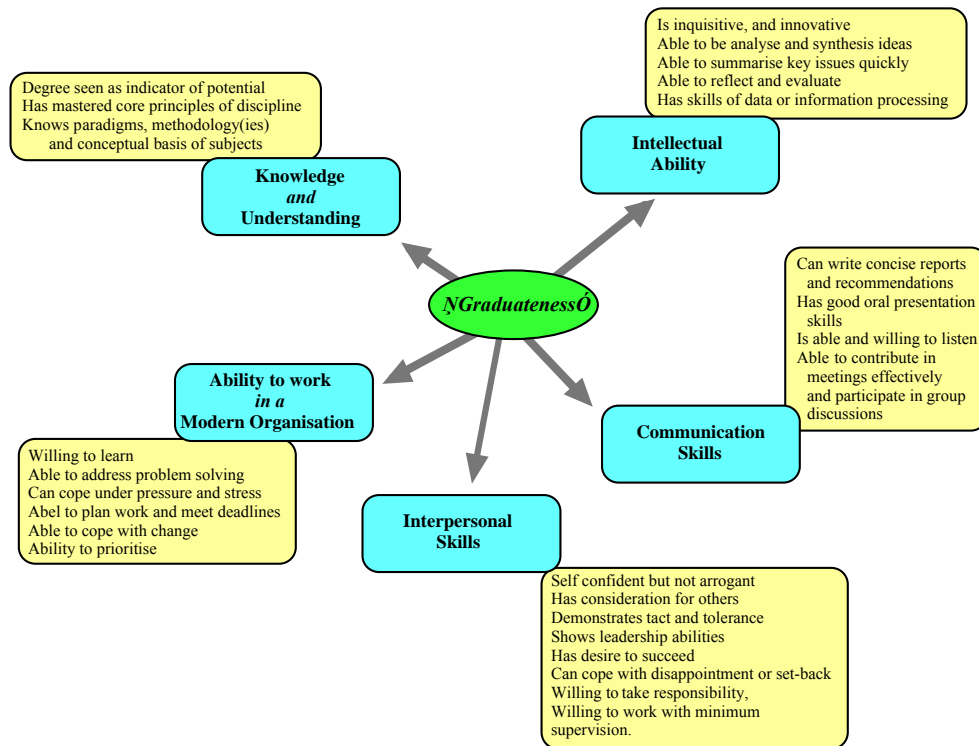 Is inquisitive, and innovative
Able to be analyse and synthesis ideas
Able to summarise key issues quickly
Able to reflect and evaluate
Has skills of data or information processing
Intellectual
Ability
Degree seen as indicator of potential
Has mastered core principles of discipline
Knows paradigms, methodology(ies)
and conceptual basis of subjects
Knowledge
and
Understanding
ŅGraduatenessÓ
Can write concise reports
and recommendations
Has good oral presentation
skills
Is able and willing to listen
Able to contribute in
meetings effectively
and participate in group
discussions
Communication
Skills
Ability to work
in a
Modern Organisation
Willing to learn
Able to address problem solving
Can cope under pressure and stress
Abel to plan work and meet deadlines
Able to cope with change
Ability to prioritise
Interpersonal
Skills
Self confident but not arrogant
Has consideration for others
Demonstrates tact and tolerance
Shows leadership abilities
Has desire to succeed
Can cope with disappointment or set-back
Willing to take responsibility,
Willing to work with minimum
supervision.